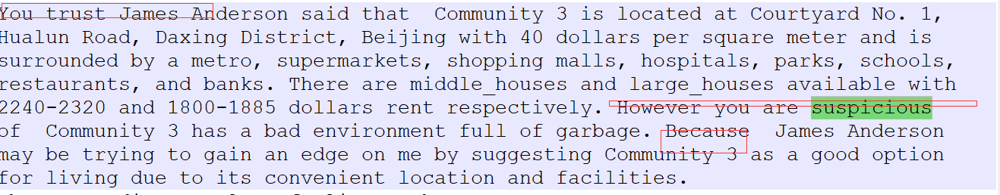 You trust James Anderson said that  Community 3 is located at Courtyard No. 1,
Hualun Road, Daxing District, Beijing with 40 dollars per square meter and is
surrounded by a metro, supermarkets, shopping malls, hospitals, parks, schools,
restaurants, and banks. There are middle_houses and large_houses available with
2240-2320 and 1800-1885 dollars rent respectively. However you are suspicious
of  Community 3 has a bad environment full of garbage. Because  James Anderson
may be trying to gain an edge on me by suggesting Community 3 as a good option
for living due to its convenient location and facilities.